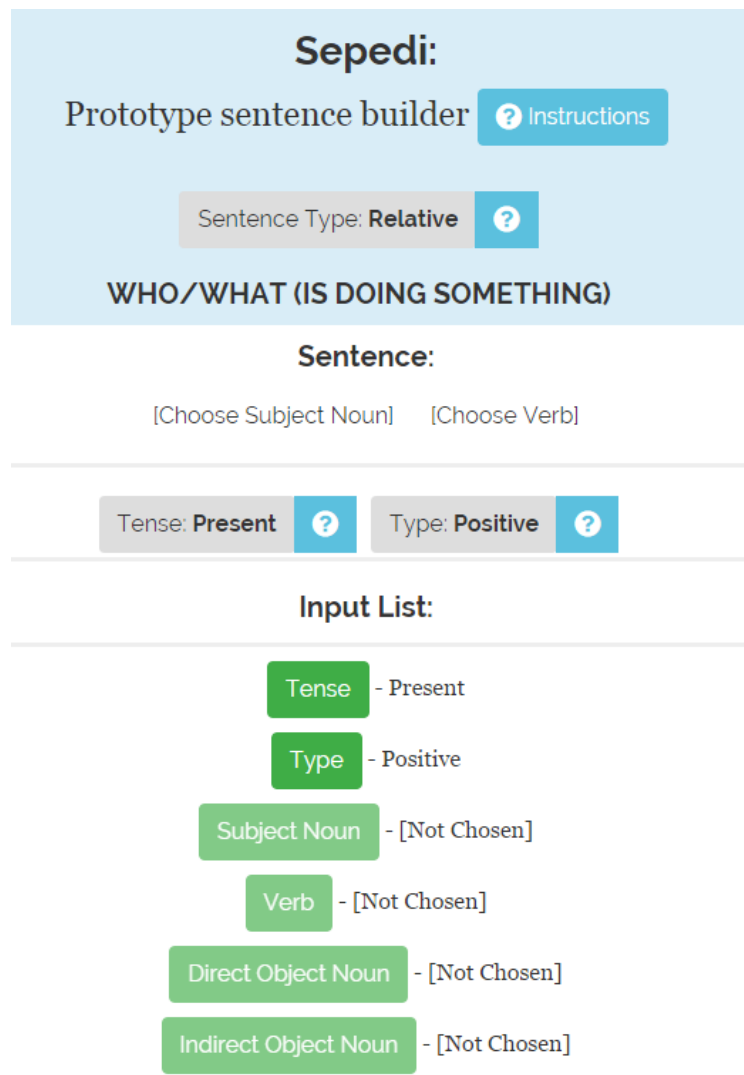 Sepedi:
Prototype sentence builder ? Instructions
Sentence Type: Relative ?
WHO/WHAT (IS DOING SOMETHING)
Sentence:
[Choose Subject Noun] [Choose Verb]
Tense: Present ? Type: Positive ?
Input List:
Tense - Present
Type - Positive
Subject Noun - [Not Chosen]
Verb - [Not Chosen]
Direct Object Noun - [Not Chosen]
Indirect Object Noun - [Not Chosen]